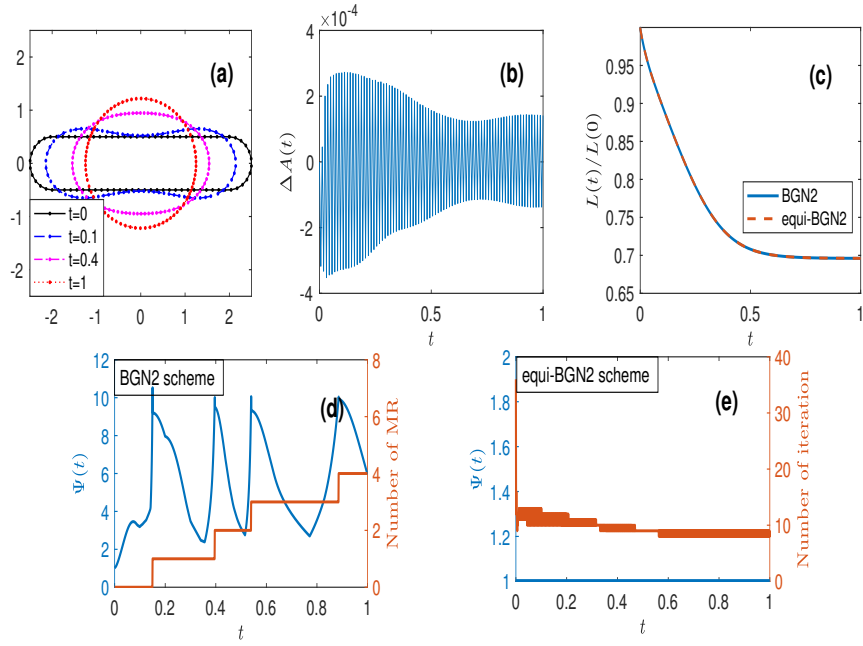 (a)
2
1
0
-1
-2
-2 -1 0 1 2
t=0
t=0.1
t=0.4
t=1
×10⁻⁴
(b)
4
2
0
-2
-4
ΔA(t)
0 0.5 1
t
(c)
0.95
0.9
0.85
0.8
0.75
0.7
0.65
L(t)/L(0)
BGN2
equi-BGN2
0 0.5 1
t
BGN2 scheme
(d)
12
10
8
6
4
2
0
Ψ(t)
8
6
4
2
0
Number of MR
0 0.2 0.4 0.6 0.8 1
t
equi-BGN2 scheme
(e)
2
1.8
1.6
1.4
1.2
1
Ψ(t)
40
30
20
10
0
Number of iteration
0 0.2 0.4 0.6 0.8 1
t